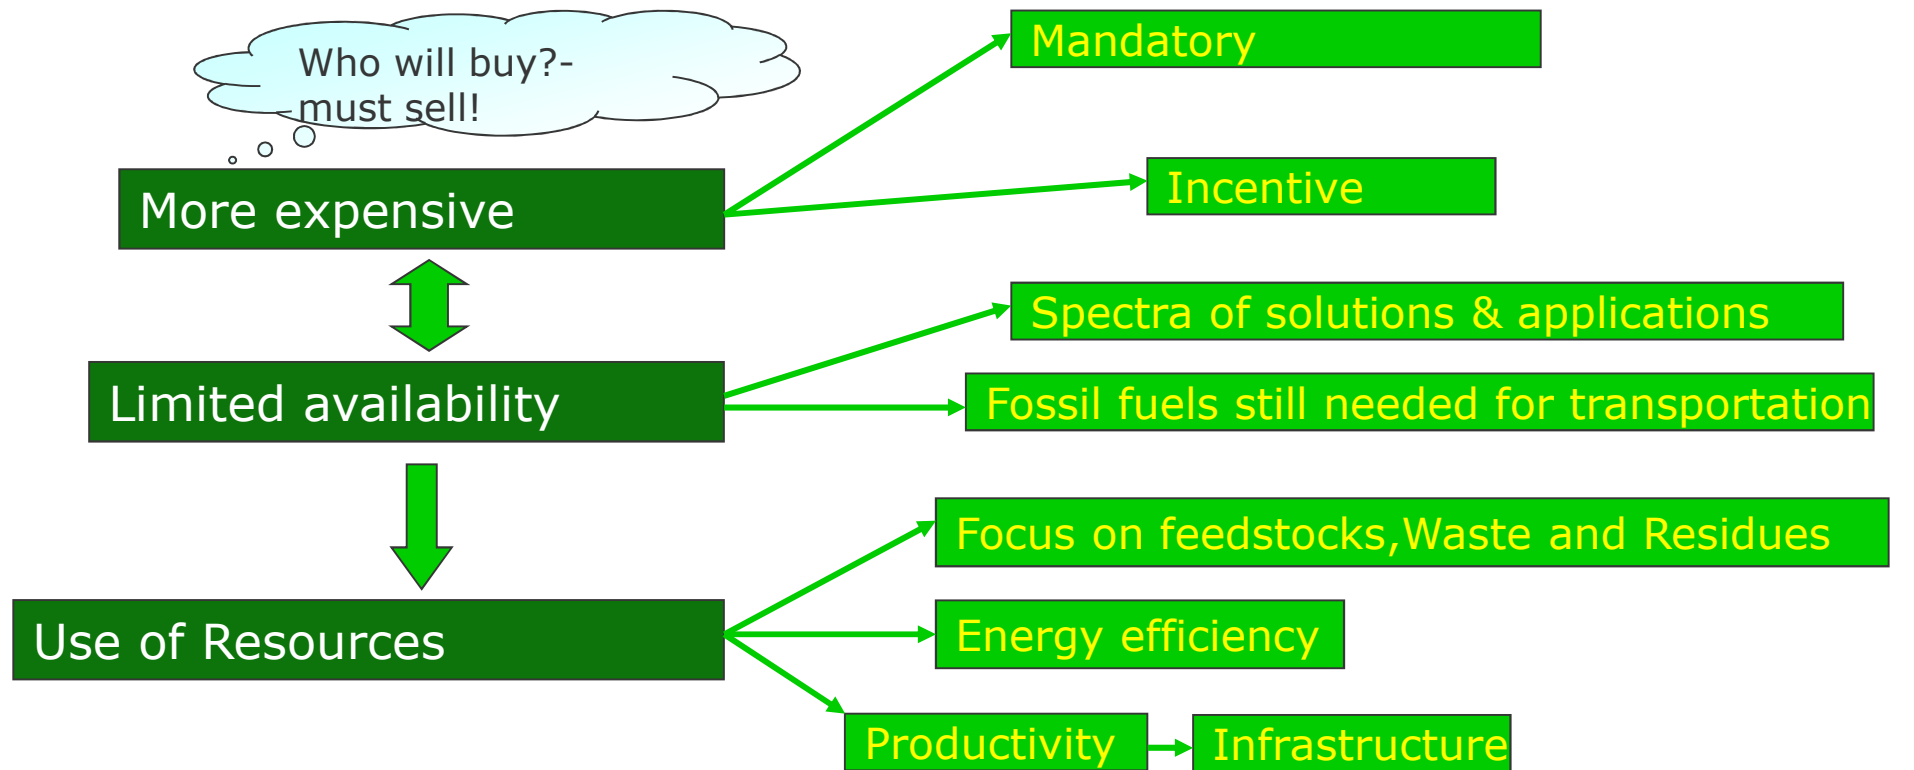 Who will buy?-
must sell!
More expensive
Mandatory
Incentive
Limited availability
Spectra of solutions & applications
Fossil fuels still needed for transportation
Use of Resources
Focus on feedstocks,Waste and Residues
Energy efficiency
Productivity
Infrastructure